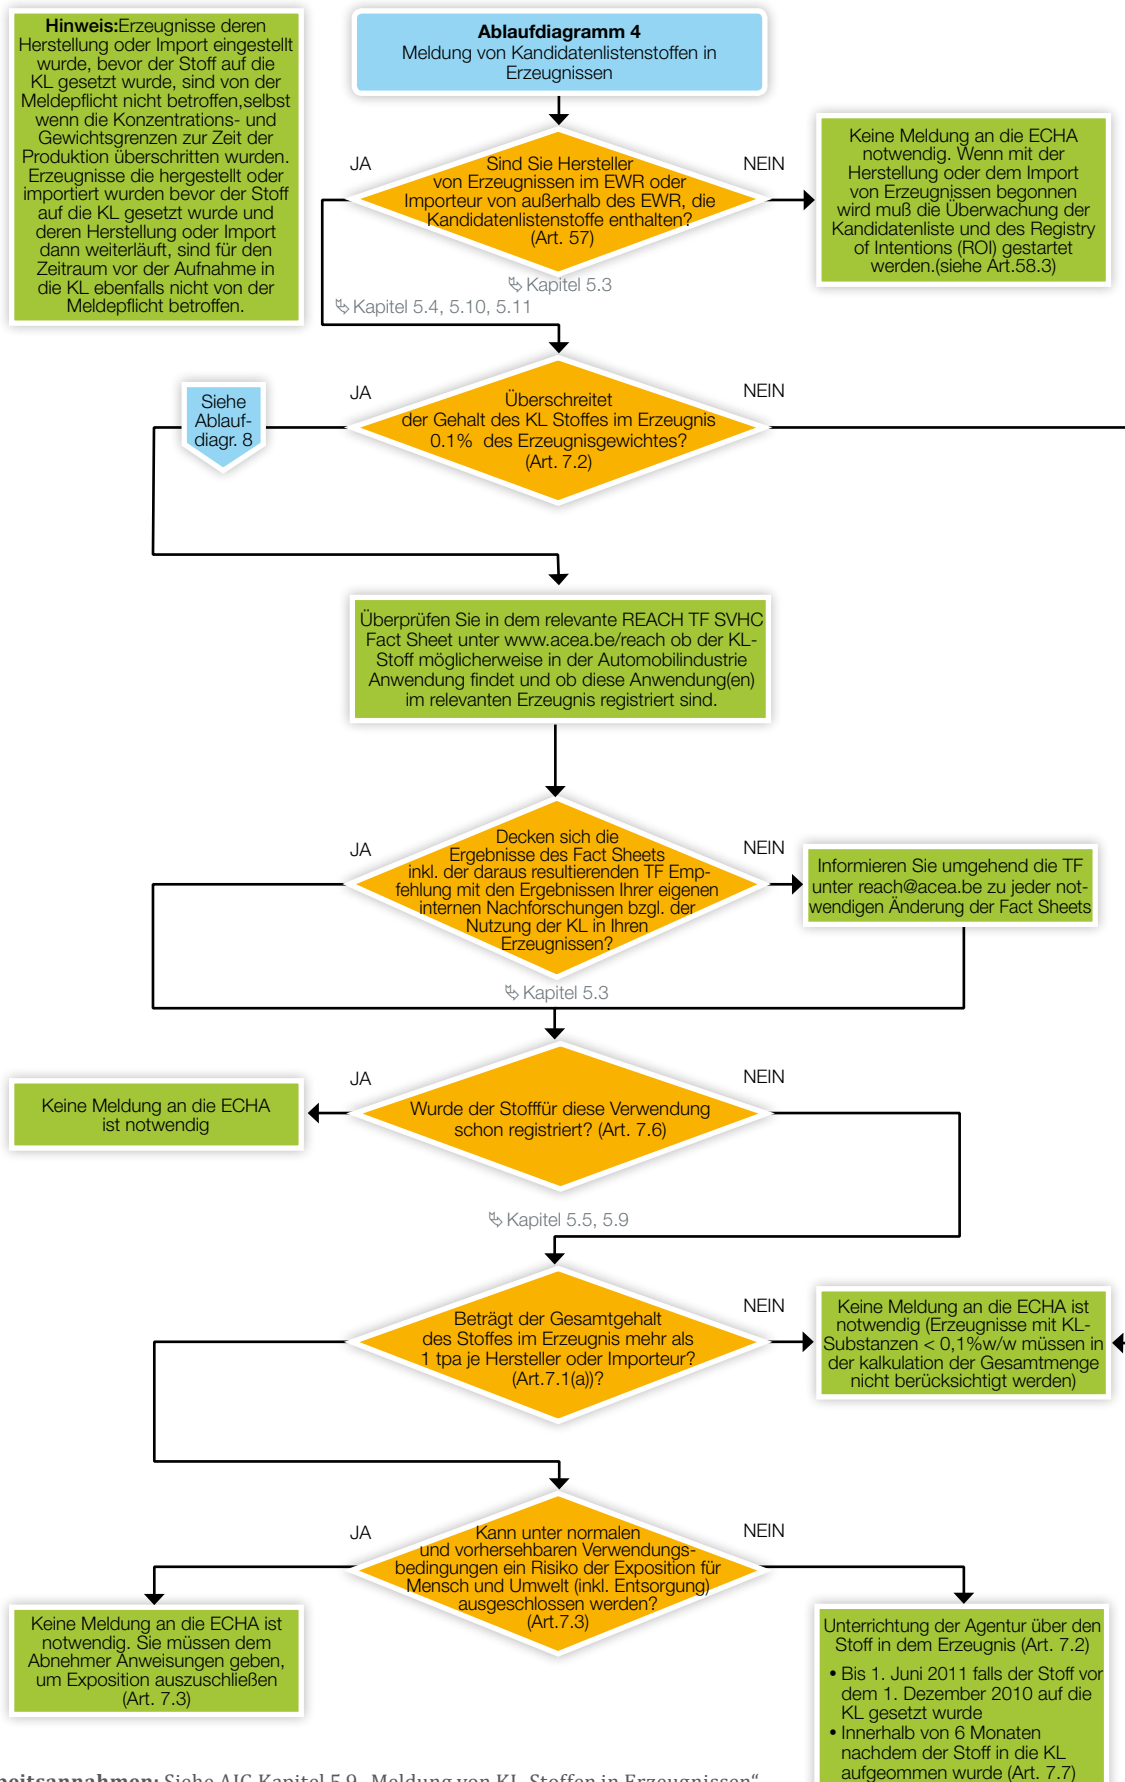 Hinweis:Erzeugnisse deren
Herstellung oder Import eingestellt
wurde, bevor der Stoff auf die
KL gesetzt wurde, sind von der
Meldepflicht nicht betroffen,selbst
wenn die Konzentrations- und
Gewichtsgrenzen zur Zeit der
Produktion überschritten wurden.
Erzeugnisse die hergestellt oder
importiert wurden bevor der Stoff
auf die KL gesetzt wurde und
deren Herstellung oder Import
dann weiterläuft, sind für den
Zeitraum vor der Aufnahme in
die KL ebenfalls nicht von der
Meldepflicht betroffen.
Ablaufdiagramm 4
Meldung von Kandidatenlistenstoffen in
Erzeugnissen
JA
NEIN
Sind Sie Hersteller
von Erzeugnissen im EWR oder
Importeur von außerhalb des EWR, die
Kandidatenlistenstoffe enthalten?
(Art. 57)
Keine Meldung an die ECHA
notwendig. Wenn mit der
Herstellung oder dem Import
von Erzeugnissen begonnen
wird muß die Überwachung der
Kandidatenliste und des Registry
of Intentions (ROI) gestartet
werden.(siehe Art.58.3)
Kapitel 5.3
Kapitel 5.4, 5.10, 5.11
Siehe
Ablauf-
diagr. 8
JA
NEIN
Überschreitet
der Gehalt des KL Stoffes im Erzeugnis
0.1% des Erzeugnisgewichtes?
(Art. 7.2)
Überprüfen Sie in dem relevante REACH TF SVHC
Fact Sheet unter www.acea.be/reach ob der KL-
Stoff möglicherweise in der Automobilindustrie
Anwendung findet und ob diese Anwendung(en)
im relevanten Erzeugnis registriert sind.
JA
NEIN
Decken sich die
Ergebnisse des Fact Sheets
inkl. der daraus resultierenden TF Emp-
fehlung mit den Ergebnissen Ihrer eigenen
internen Nachforschungen bzgl. der
Nutzung der KL in Ihren
Erzeugnissen?
Informieren Sie umgehend die TF
unter reach@acea.be zu jeder not-
wendigen Änderung der Fact Sheets
Kapitel 5.3
JA
NEIN
Keine Meldung an die ECHA
ist notwendig
Wurde der Stofffür diese Verwendung
schon registriert? (Art. 7.6)
Kapitel 5.5, 5.9
NEIN
Beträgt der Gesamtgehalt
des Stoffes im Erzeugnis mehr als
1 tpa je Hersteller oder Importeur?
(Art.7.1(a))?
Keine Meldung an die ECHA ist
notwendig (Erzeugnisse mit KL-
Substanzen < 0,1%w/w müssen in
der kalkulation der Gesamtmenge
nicht berücksichtigt werden)
JA
NEIN
Kann unter normalen
und vorhersehbaren Verwendungs-
bedingungen ein Risiko der Exposition für
Mensch und Umwelt (inkl. Entsorgung)
ausgeschlossen werden?
(Art.7.3)
Keine Meldung an die ECHA ist
notwendig. Sie müssen dem
Abnehmer Anweisungen geben,
um Exposition auszuschließen
(Art. 7.3)
Unterrichtung der Agentur über den
Stoff in dem Erzeugnis (Art. 7.2)
• Bis 1. Juni 2011 falls der Stoff vor
dem 1. Dezember 2010 auf die
KL gesetzt wurde
• Innerhalb von 6 Monaten
nachdem der Stoff in die KL
aufgeommen wurde (Art. 7.7)
beitsannahmen: Siehe AIG Kapitel 5.9 „Meldung von KL-Stoffen in Erzeugnissen“